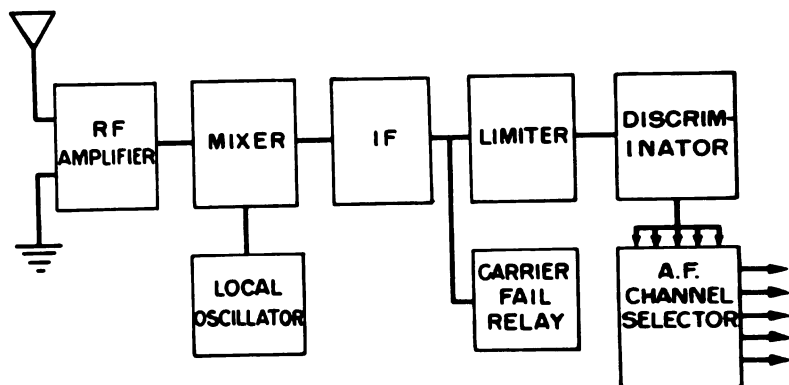 RF
AMPLIFIER
MIXER
IF
LIMITER
DISCRIM-
INATOR
LOCAL
OSCILLATOR
CARRIER
FAIL
RELAY
A.F.
CHANNEL
SELECTOR